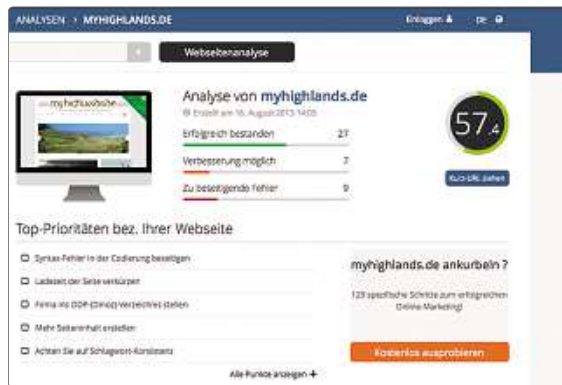 ANALYSEN > MYHIGHLANDS.DE
Einloggen DE
Webseitenanalyse
Analyse von myhighlands.de
Erstellt am 16. August 2013 14:05
Erfolgreich bestanden 27
Verbesserung möglich 7
Zu beseitigende Fehler 9
57.4
Kurz-URL ziehen
Top-Prioritäten bez. Ihrer Webseite
Syntax-Fehler in der Codierung beseitigen
Ladezeit der Seite verkürzen
Firma ins ODP-(Dmoz)-Verzeichnis stellen
Mehr Seiteninhalt erstellen
Achten Sie auf Schlagwort-Konsistenz
Alle Punkte anzeigen +
myhighlands.de ankurbeln ?
123 spezifische Schritte zum erfolgreichen
Online-Marketing!
Kostenlos ausprobieren